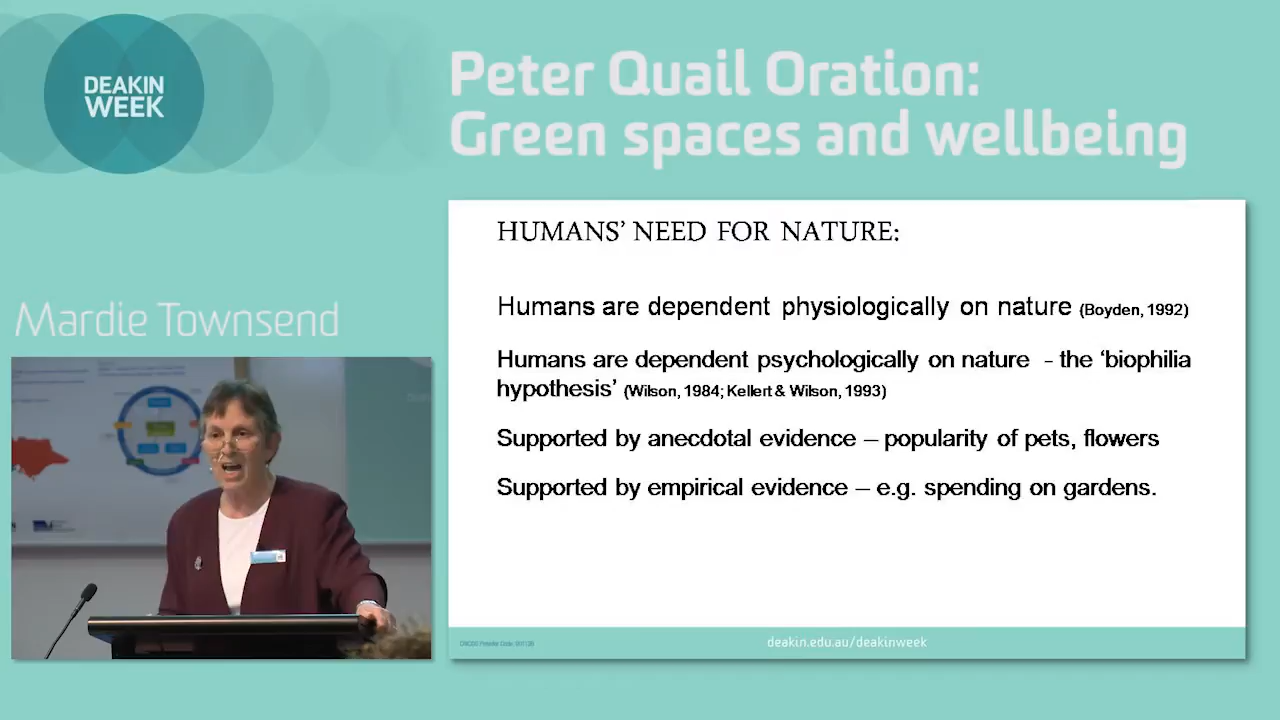 DEAKIN
WEEK
Peter Quail Oration:
Green spaces and wellbeing
Mardie Townsend
HUMANS’ NEED FOR NATURE:
Humans are dependent physiologically on nature (Boyden, 1992)
Humans are dependent psychologically on nature - the ‘biophilia
hypothesis’ (Wilson, 1984; Kellert & Wilson, 1993)
Supported by anecdotal evidence – popularity of pets, flowers
Supported by empirical evidence – e.g. spending on gardens.
deakin.edu.au/deakinweek